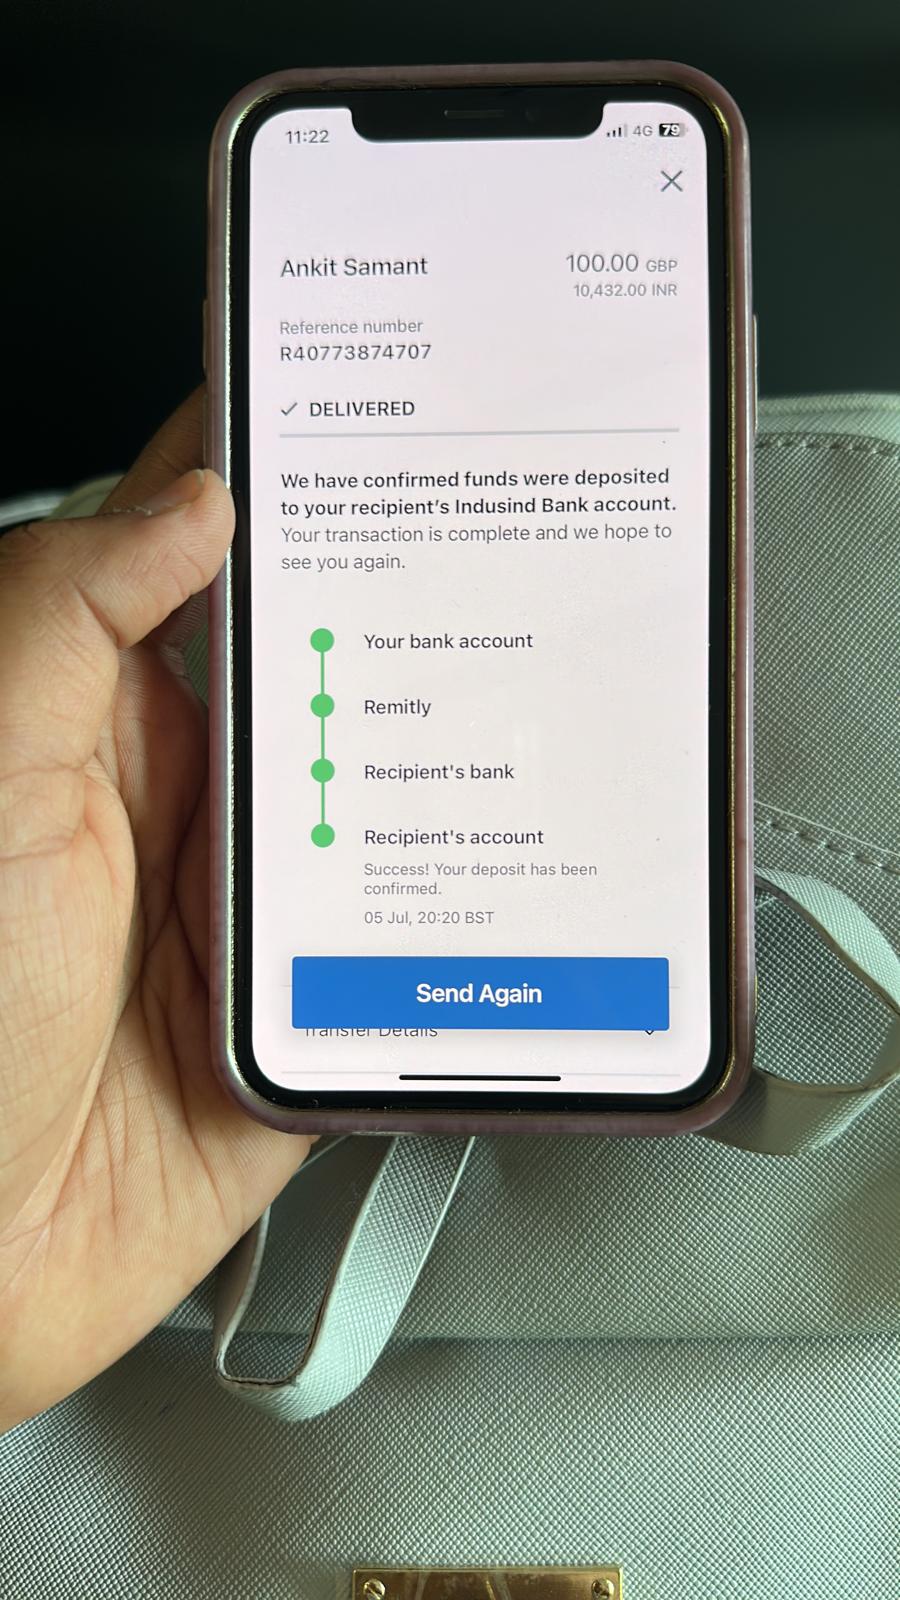 11:22
4G 79
Ankit Samant
100.00 GBP
10,432.00 INR
Reference number
R40773874707
DELIVERED
We have confirmed funds were deposited
to your recipient's Indusind Bank account.
Your transaction is complete and we hope to
see you again.
Your bank account
Remitly
Recipient's bank
Recipient's account
Success! Your deposit has been
confirmed.
05 Jul, 20:20 BST
Send Again
Transfer Details